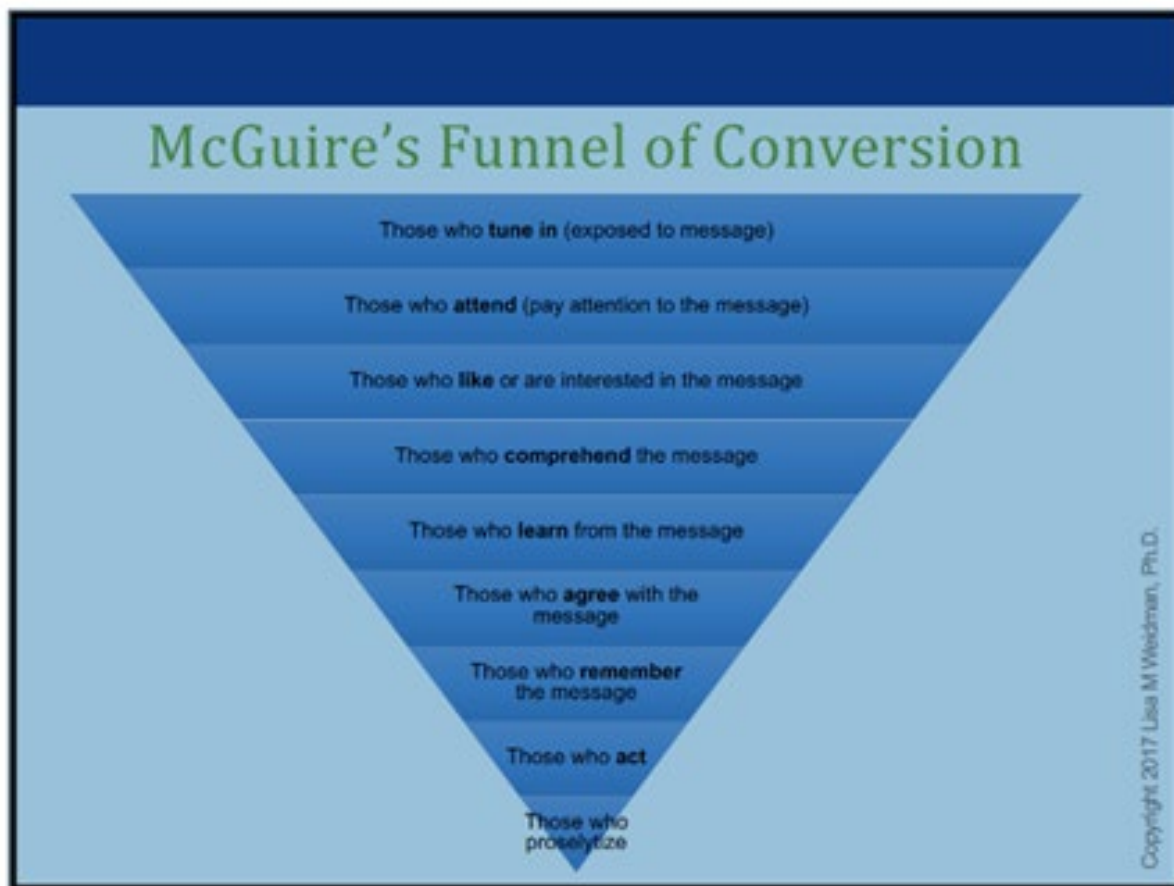 McGuire's Funnel of Conversion
Those who tune in (exposed to message)
Those who attend (pay attention to the message)
Those who like or are interested in the message
Those who comprehend the message
Those who learn from the message
Those who agree with the
message
Those who remember
the message
Those who act
Those who
proselytize
Copyright 2017 Lisa M Weidman, Ph.D.